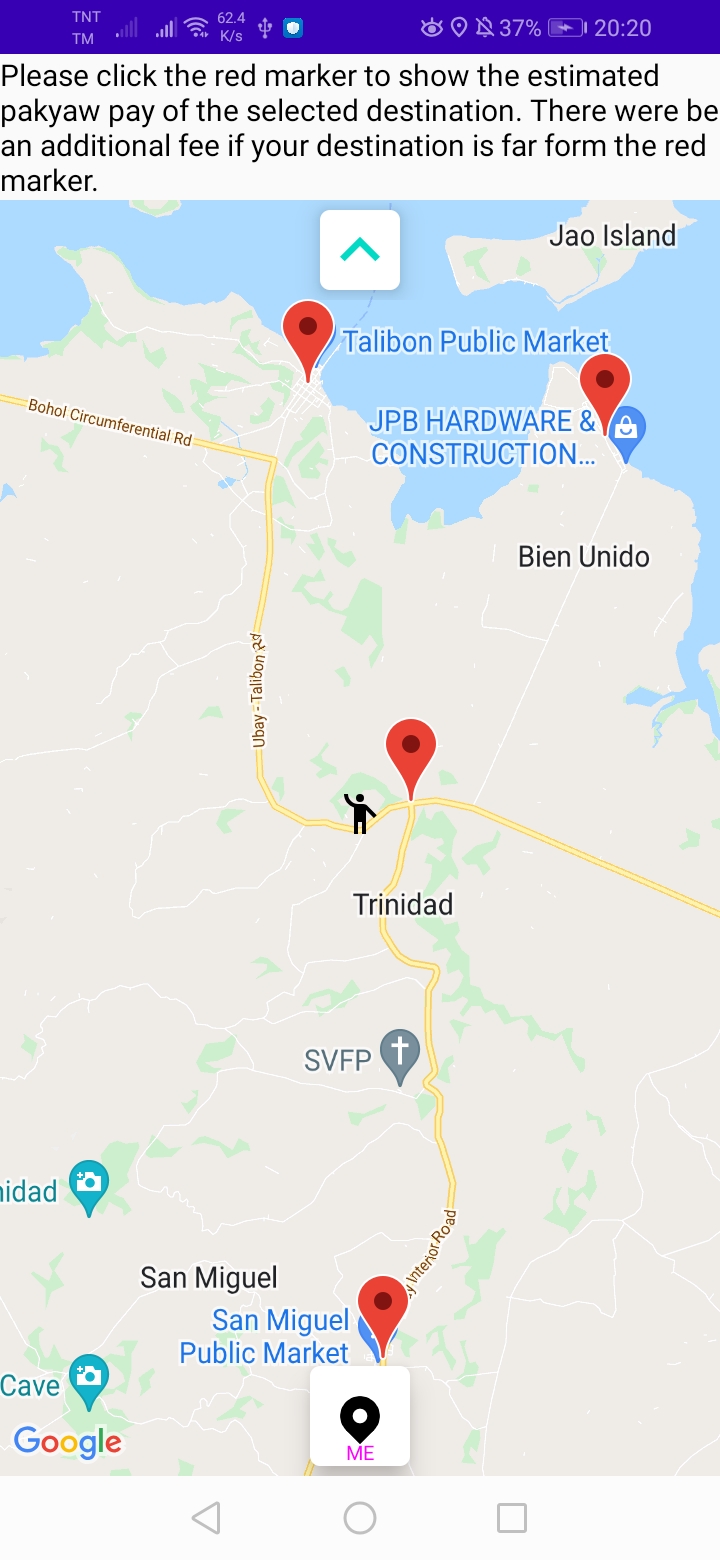 TNT
TM
62.4
K/s
37%
20:20
Please click the red marker to show the estimated
pakyaw pay of the selected destination. There were be
an additional fee if your destination is far form the red
marker.
Jao Island
Talibon Public Market
Bohol Circumferential Rd
JPB HARDWARE &
CONSTRUCTION...
Bien Unido
Ubay - Talibon Rd
Trinidad
SVFP
nidad
y Interior Road
San Miguel
San Miguel
Public Market
Cave
Google
ME